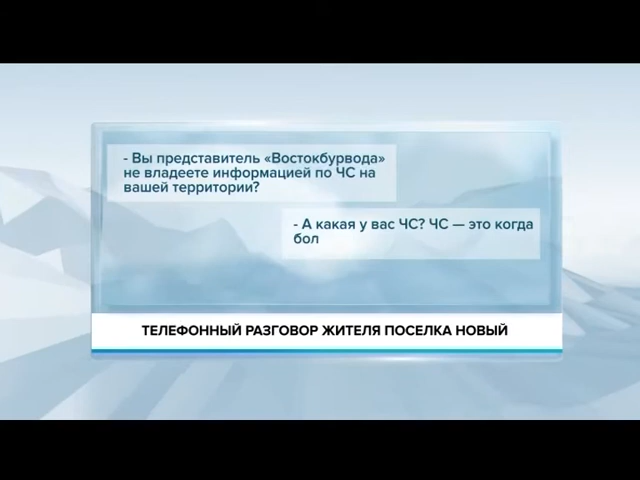 - Вы представитель «Востокбурвода»
не владеете информацией по ЧС на
вашей территории?
- А какая у вас ЧС? ЧС — это когда
бол
ТЕЛЕФОННЫЙ РАЗГОВОР ЖИТЕЛЯ ПОСЕЛКА НОВЫЙ